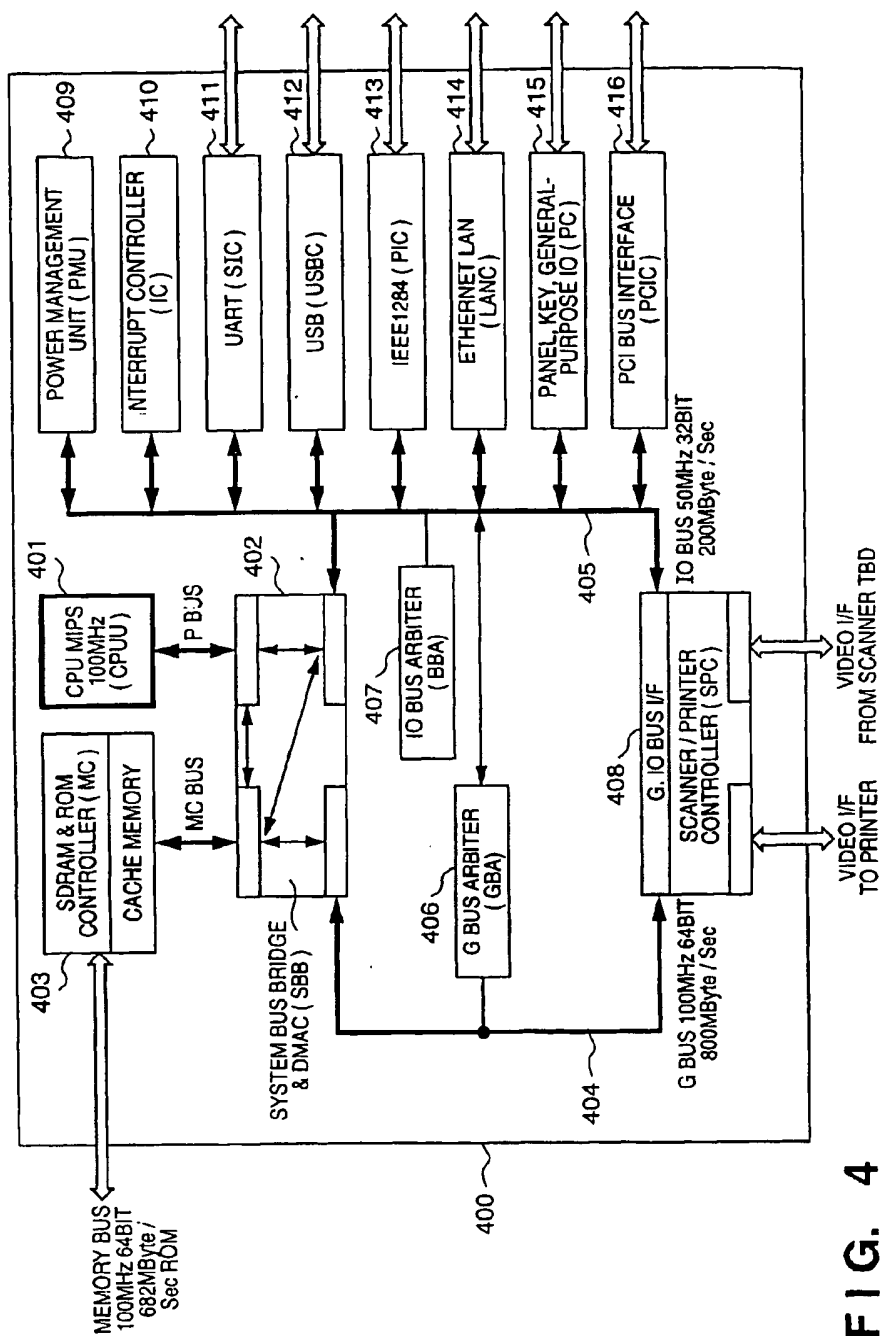 MEMORY BUS
100MHz 64BIT
682MByte /
Sec ROM
403
SDRAM & ROM
CONTROLLER ( MC )
CACHE MEMORY
MC BUS
401
CPU MIPS
100MHz
( CPUU )
P BUS
402
SYSTEM BUS BRIDGE
& DMAC ( SBB )
409
POWER MANAGEMENT
UNIT ( PMU )
410
INTERRUPT CONTROLLER
( IC )
411
UART ( SIC )
412
USB ( USBC )
413
IEEE1284 ( PIC )
414
ETHERNET LAN
( LANC )
415
PANEL, KEY, GENERAL-
PURPOSE IO ( PC )
416
PCI BUS INTERFACE
( PCIC )
407
IO BUS ARBITER
( BBA )
406
G BUS ARBITER
( GBA )
405
IO BUS 50MHz 32BIT
200MByte / Sec
404
G BUS 100MHz 64BIT
800MByte / Sec
408
G. IO BUS I/F
SCANNER / PRINTER
CONTROLLER ( SPC )
400
VIDEO I/F
TO PRINTER
VIDEO I/F
FROM SCANNER TBD
FIG. 4